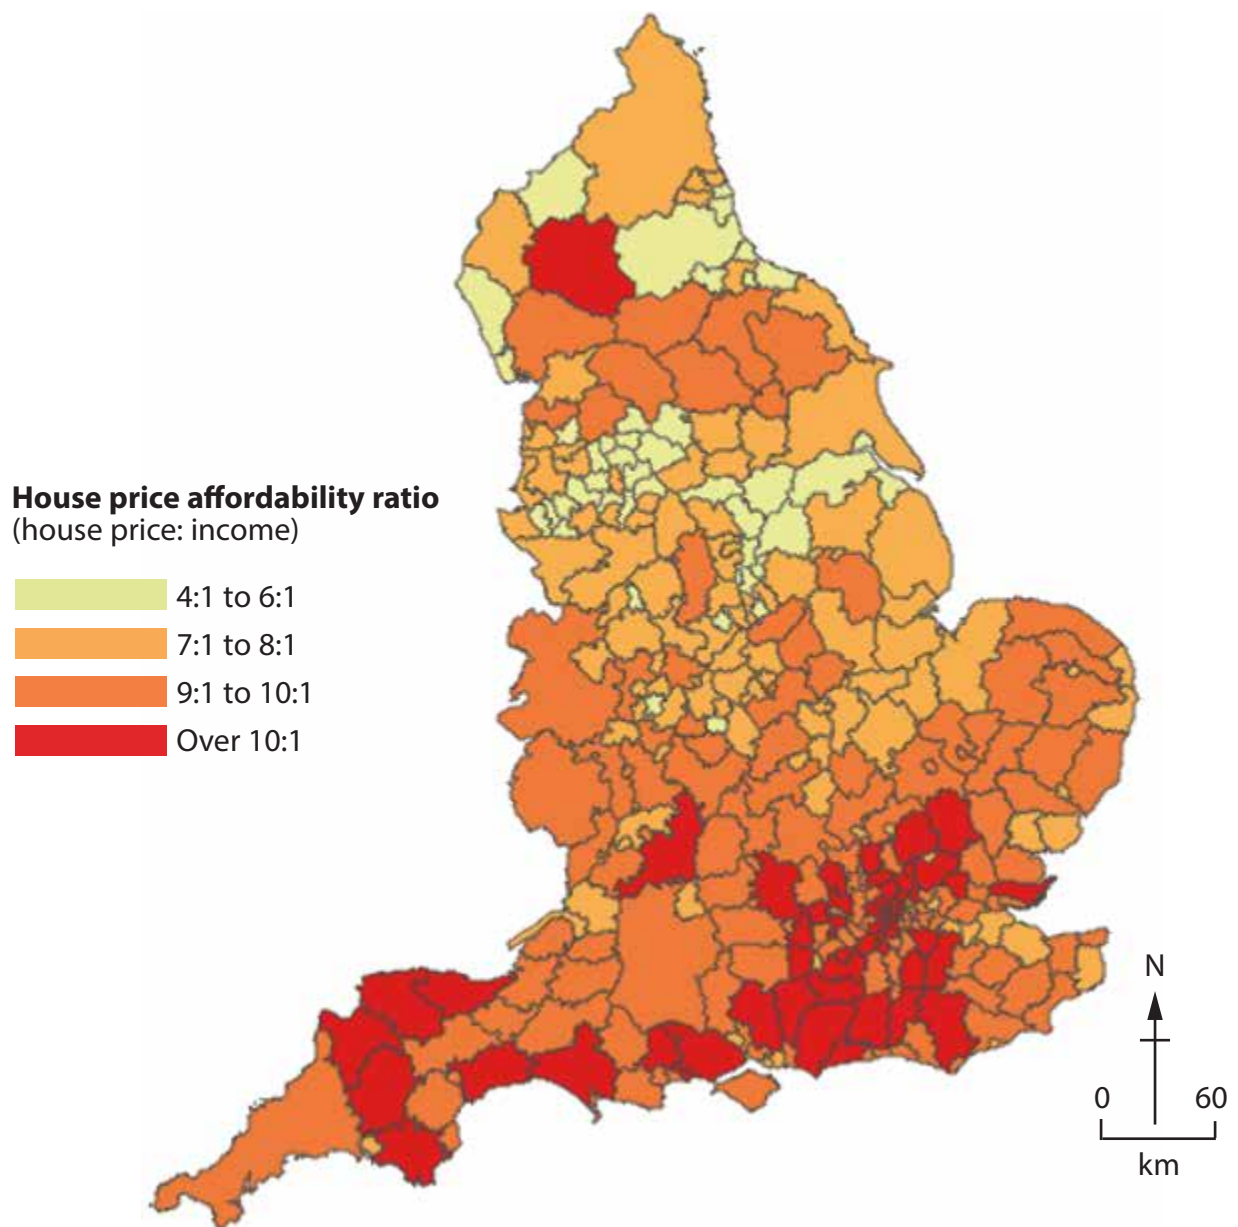 House price affordability ratio
(house price: income)
4:1 to 6:1
7:1 to 8:1
9:1 to 10:1
Over 10:1
N
0 60
km